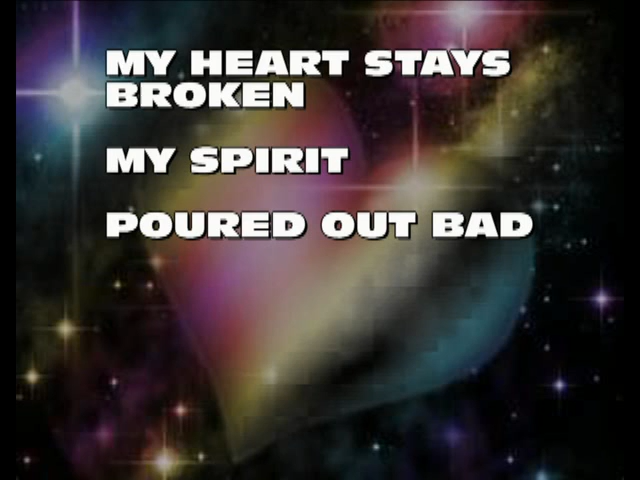 MY HEART STAYS
BROKEN
MY SPIRIT
POURED OUT BAD